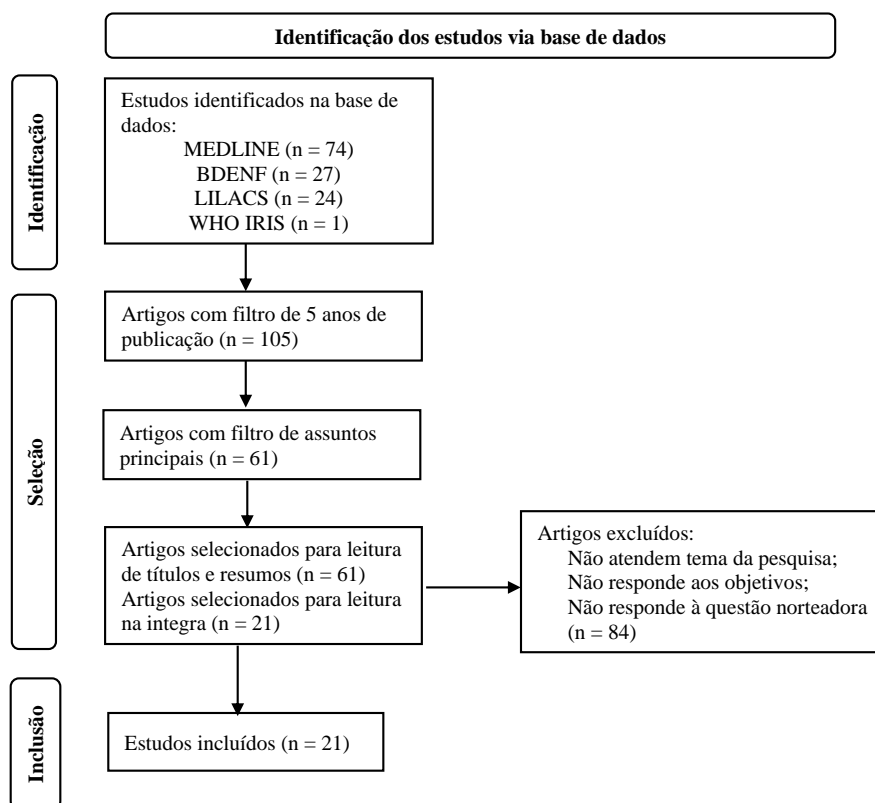 Identificação dos estudos via base de dados
Identificação
Estudos identificados na base de
dados:
MEDLINE (n = 74)
BDENF (n = 27)
LILACS (n = 24)
WHO IRIS (n = 1)
Seleção
Artigos com filtro de 5 anos de
publicação (n = 105)
Artigos com filtro de assuntos
principais (n = 61)
Artigos selecionados para leitura
de títulos e resumos (n = 61)
Artigos selecionados para leitura
na integra (n = 21)
Artigos excluídos:
Não atendem tema da pesquisa;
Não responde aos objetivos;
Não responde à questão norteadora
(n = 84)
Inclusão
Estudos incluídos (n = 21)